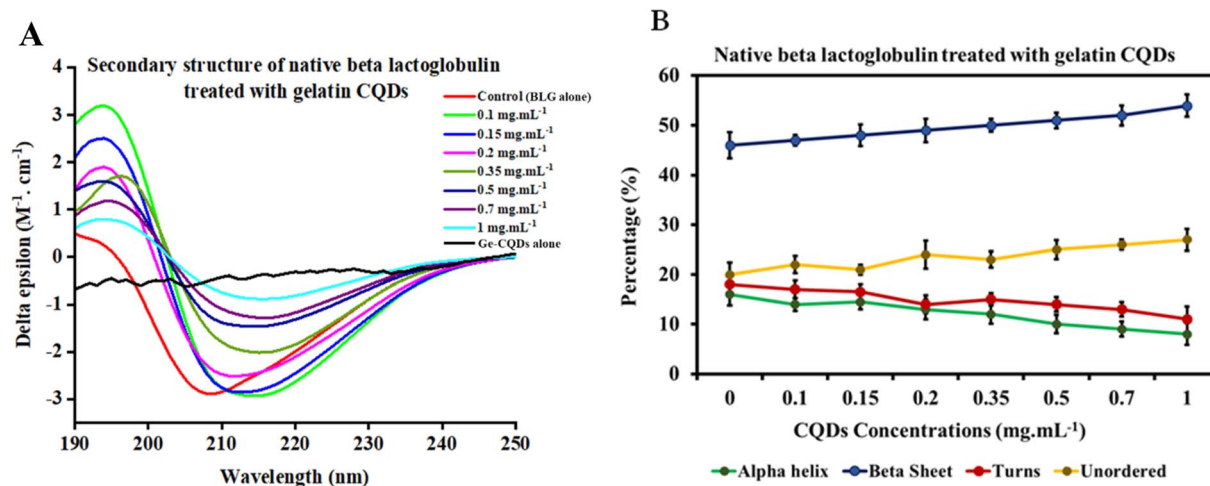 A
Secondary structure of native beta lactoglobulin
treated with gelatin CQDs
Delta epsilon (M⁻¹. cm⁻¹)
4
3
2
1
0
-1
-2
-3
190 200 210 220 230 240 250
Wavelength (nm)
Control (BLG alone)
0.1 mg.mL⁻¹
0.15 mg.mL⁻¹
0.2 mg.mL⁻¹
0.35 mg.mL⁻¹
0.5 mg.mL⁻¹
0.7 mg.mL⁻¹
1 mg.mL⁻¹
Ge-CQDs alone
B
Native beta lactoglobulin treated with gelatin CQDs
Percentage (%)
60
50
40
30
20
10
0
0 0.1 0.15 0.2 0.35 0.5 0.7 1
CQDs Concentrations (mg.mL⁻¹)
Alpha helix Beta Sheet Turns Unordered